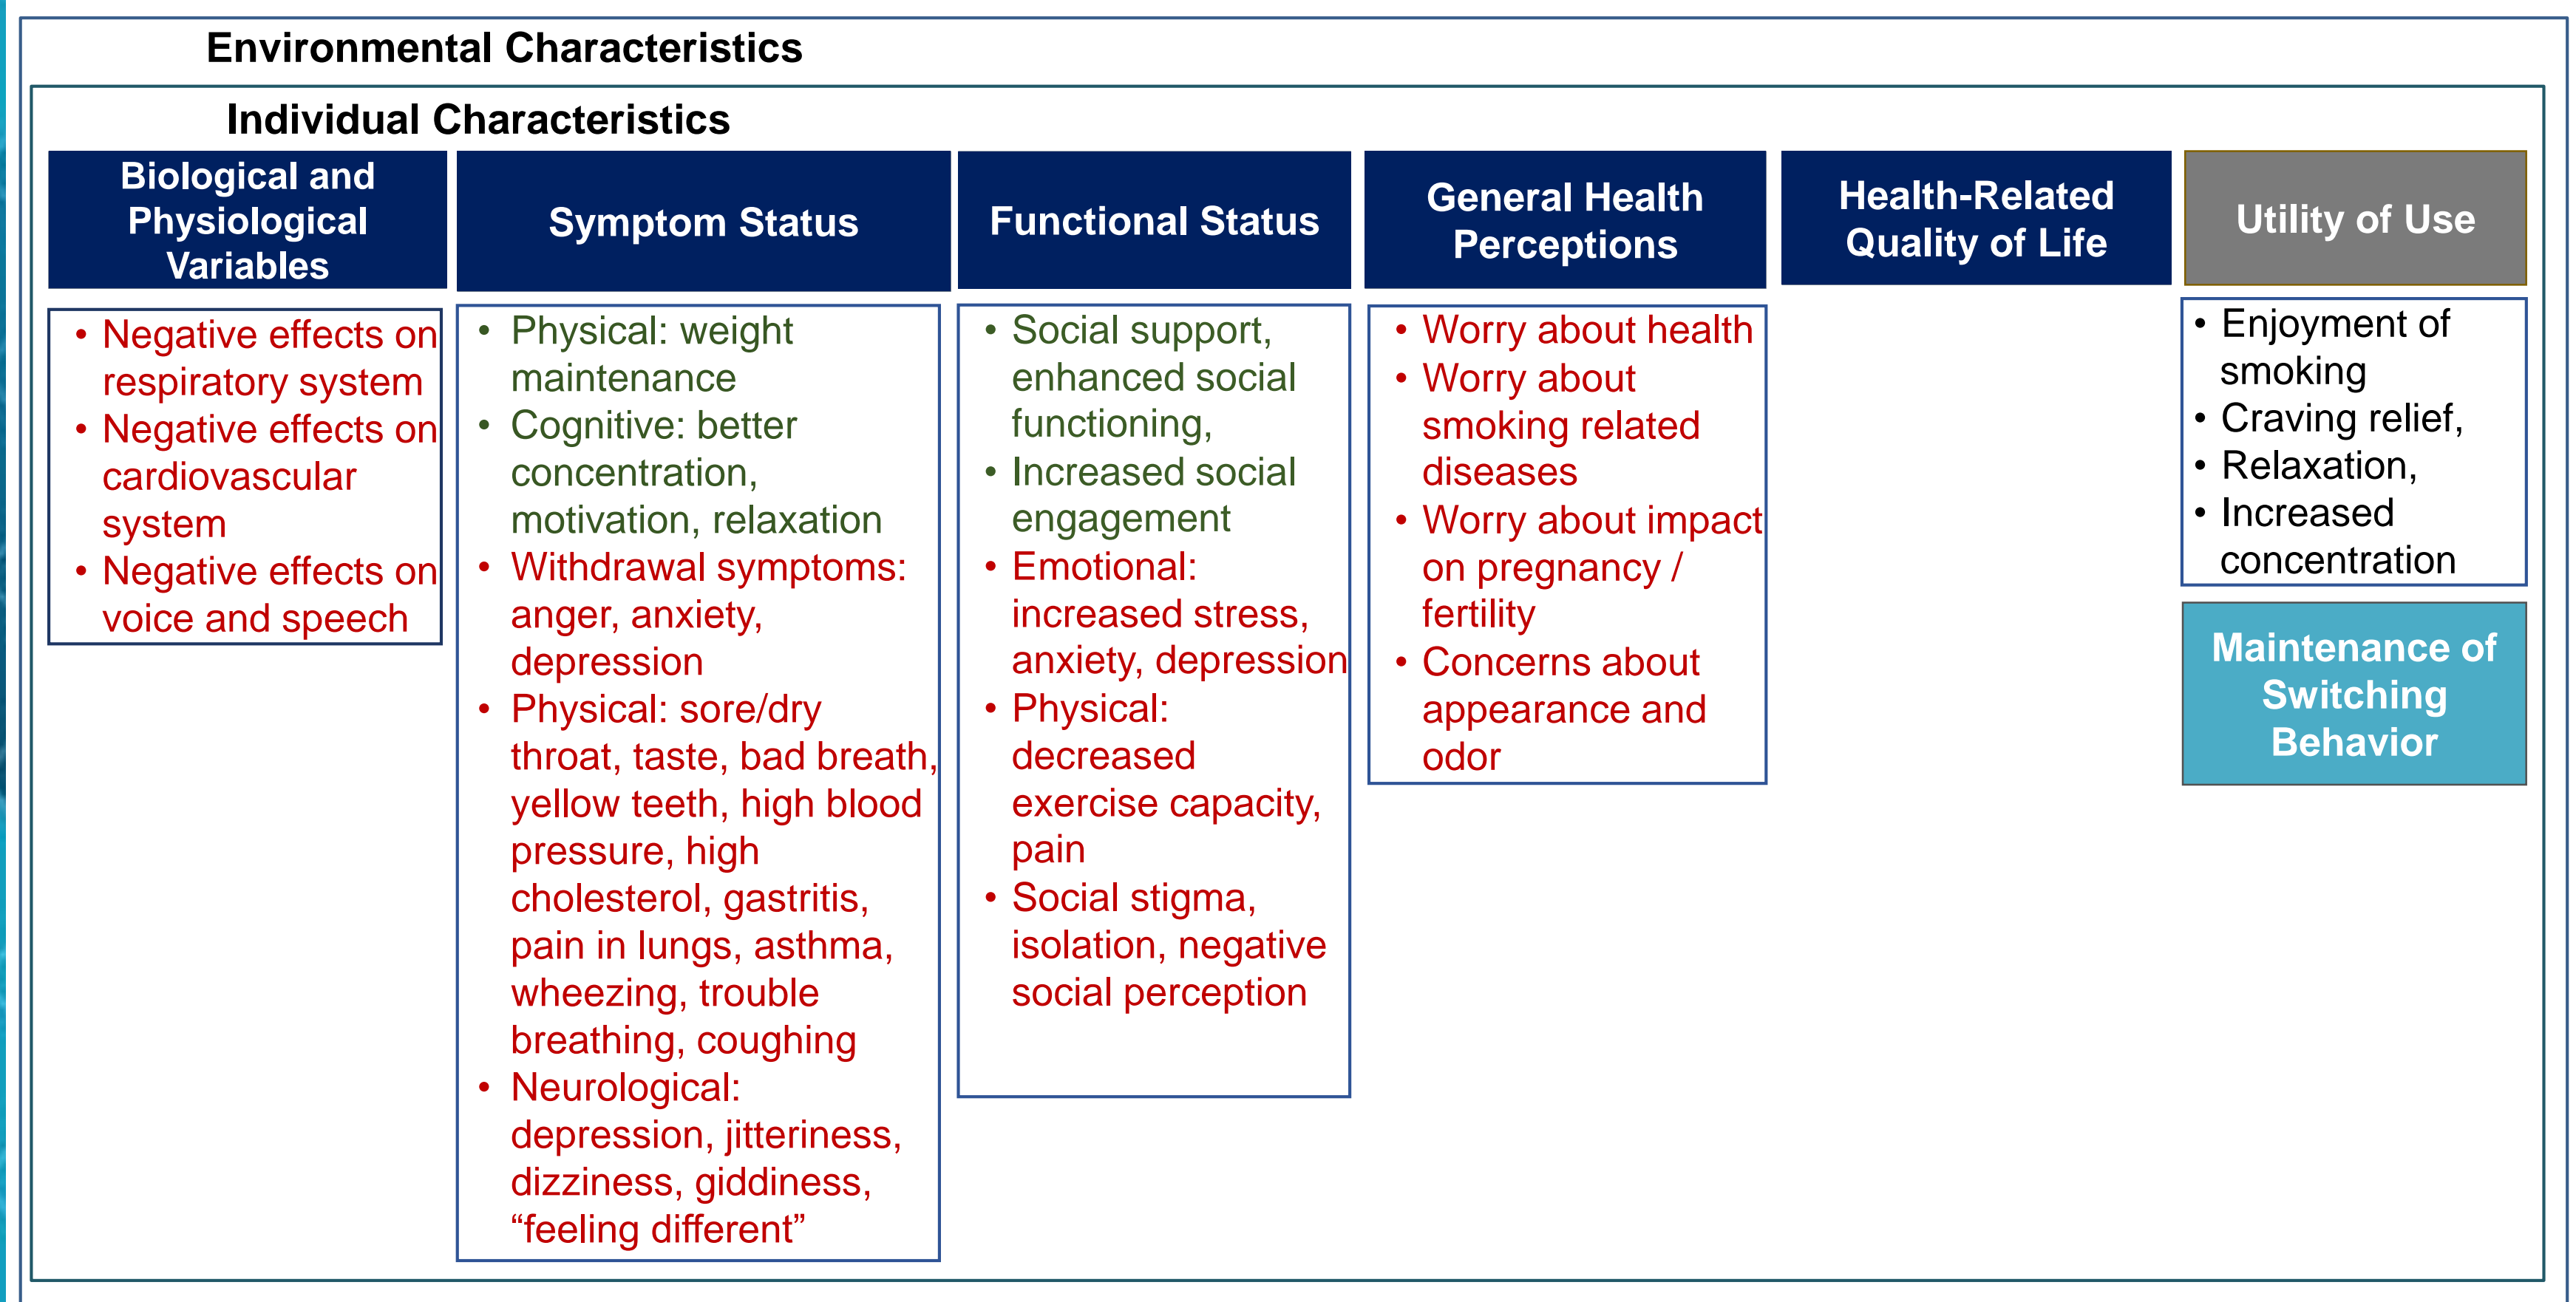 Environmental Characteristics
Individual Characteristics
Biological and
Physiological
Variables
• Negative effects on
respiratory system
• Negative effects on
cardiovascular
system
• Negative effects on
voice and speech
Symptom Status
• Physical: weight
maintenance
• Cognitive: better
concentration,
motivation, relaxation
• Withdrawal symptoms:
anger, anxiety,
depression
• Physical: sore/dry
throat, taste, bad breath,
yellow teeth, high blood
pressure, high
cholesterol, gastritis,
pain in lungs, asthma,
wheezing, trouble
breathing, coughing
• Neurological:
depression, jitteriness,
dizziness, giddiness,
“feeling different”
Functional Status
• Social support,
enhanced social
functioning,
• Increased social
engagement
• Emotional:
increased stress,
anxiety, depression
• Physical:
decreased
exercise capacity,
pain
• Social stigma,
isolation, negative
social perception
General Health
Perceptions
• Worry about health
• Worry about
smoking related
diseases
• Worry about impact
on pregnancy /
fertility
• Concerns about
appearance and
odor
Health-Related
Quality of Life
Utility of Use
• Enjoyment of
smoking
• Craving relief,
• Relaxation,
• Increased
concentration
Maintenance of
Switching
Behavior